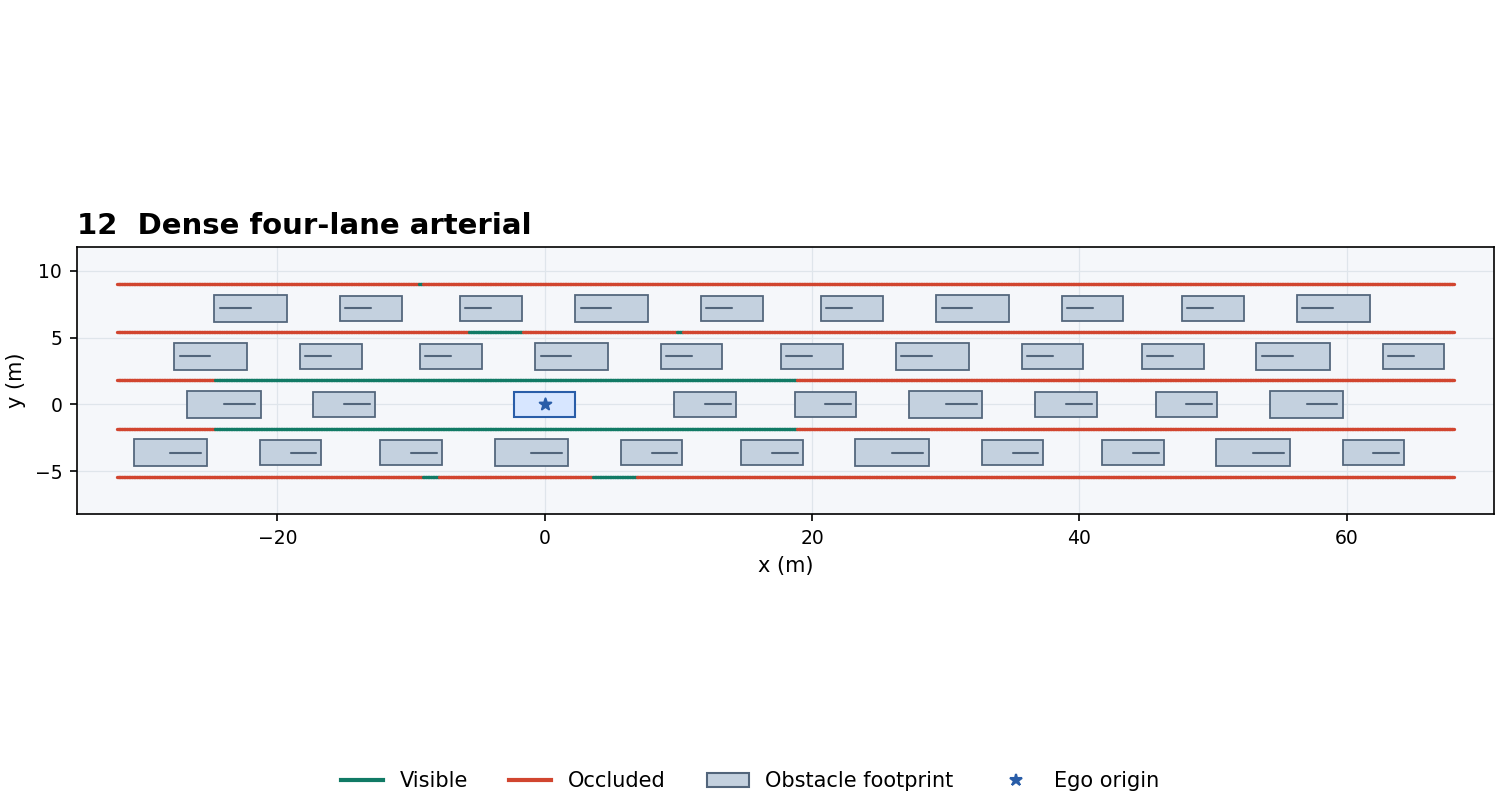 12 Dense four-lane arterial
10
5
0
−5
y (m)
−20 0 20 40 60
x (m)
Visible Occluded Obstacle footprint Ego origin